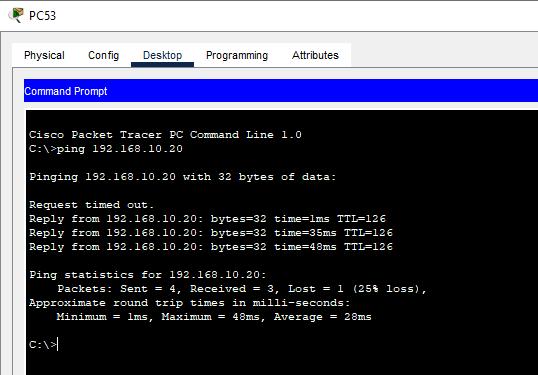 PC53
Physical Config Desktop Programming Attributes
Command Prompt
Cisco Packet Tracer PC Command Line 1.0
C:\>ping 192.168.10.20
Pinging 192.168.10.20 with 32 bytes of data:
Request timed out.
Reply from 192.168.10.20: bytes=32 time=1ms TTL=126
Reply from 192.168.10.20: bytes=32 time=35ms TTL=126
Reply from 192.168.10.20: bytes=32 time=48ms TTL=126
Ping statistics for 192.168.10.20:
    Packets: Sent = 4, Received = 3, Lost = 1 (25% loss),
Approximate round trip times in milli-seconds:
    Minimum = 1ms, Maximum = 48ms, Average = 28ms
C:\>